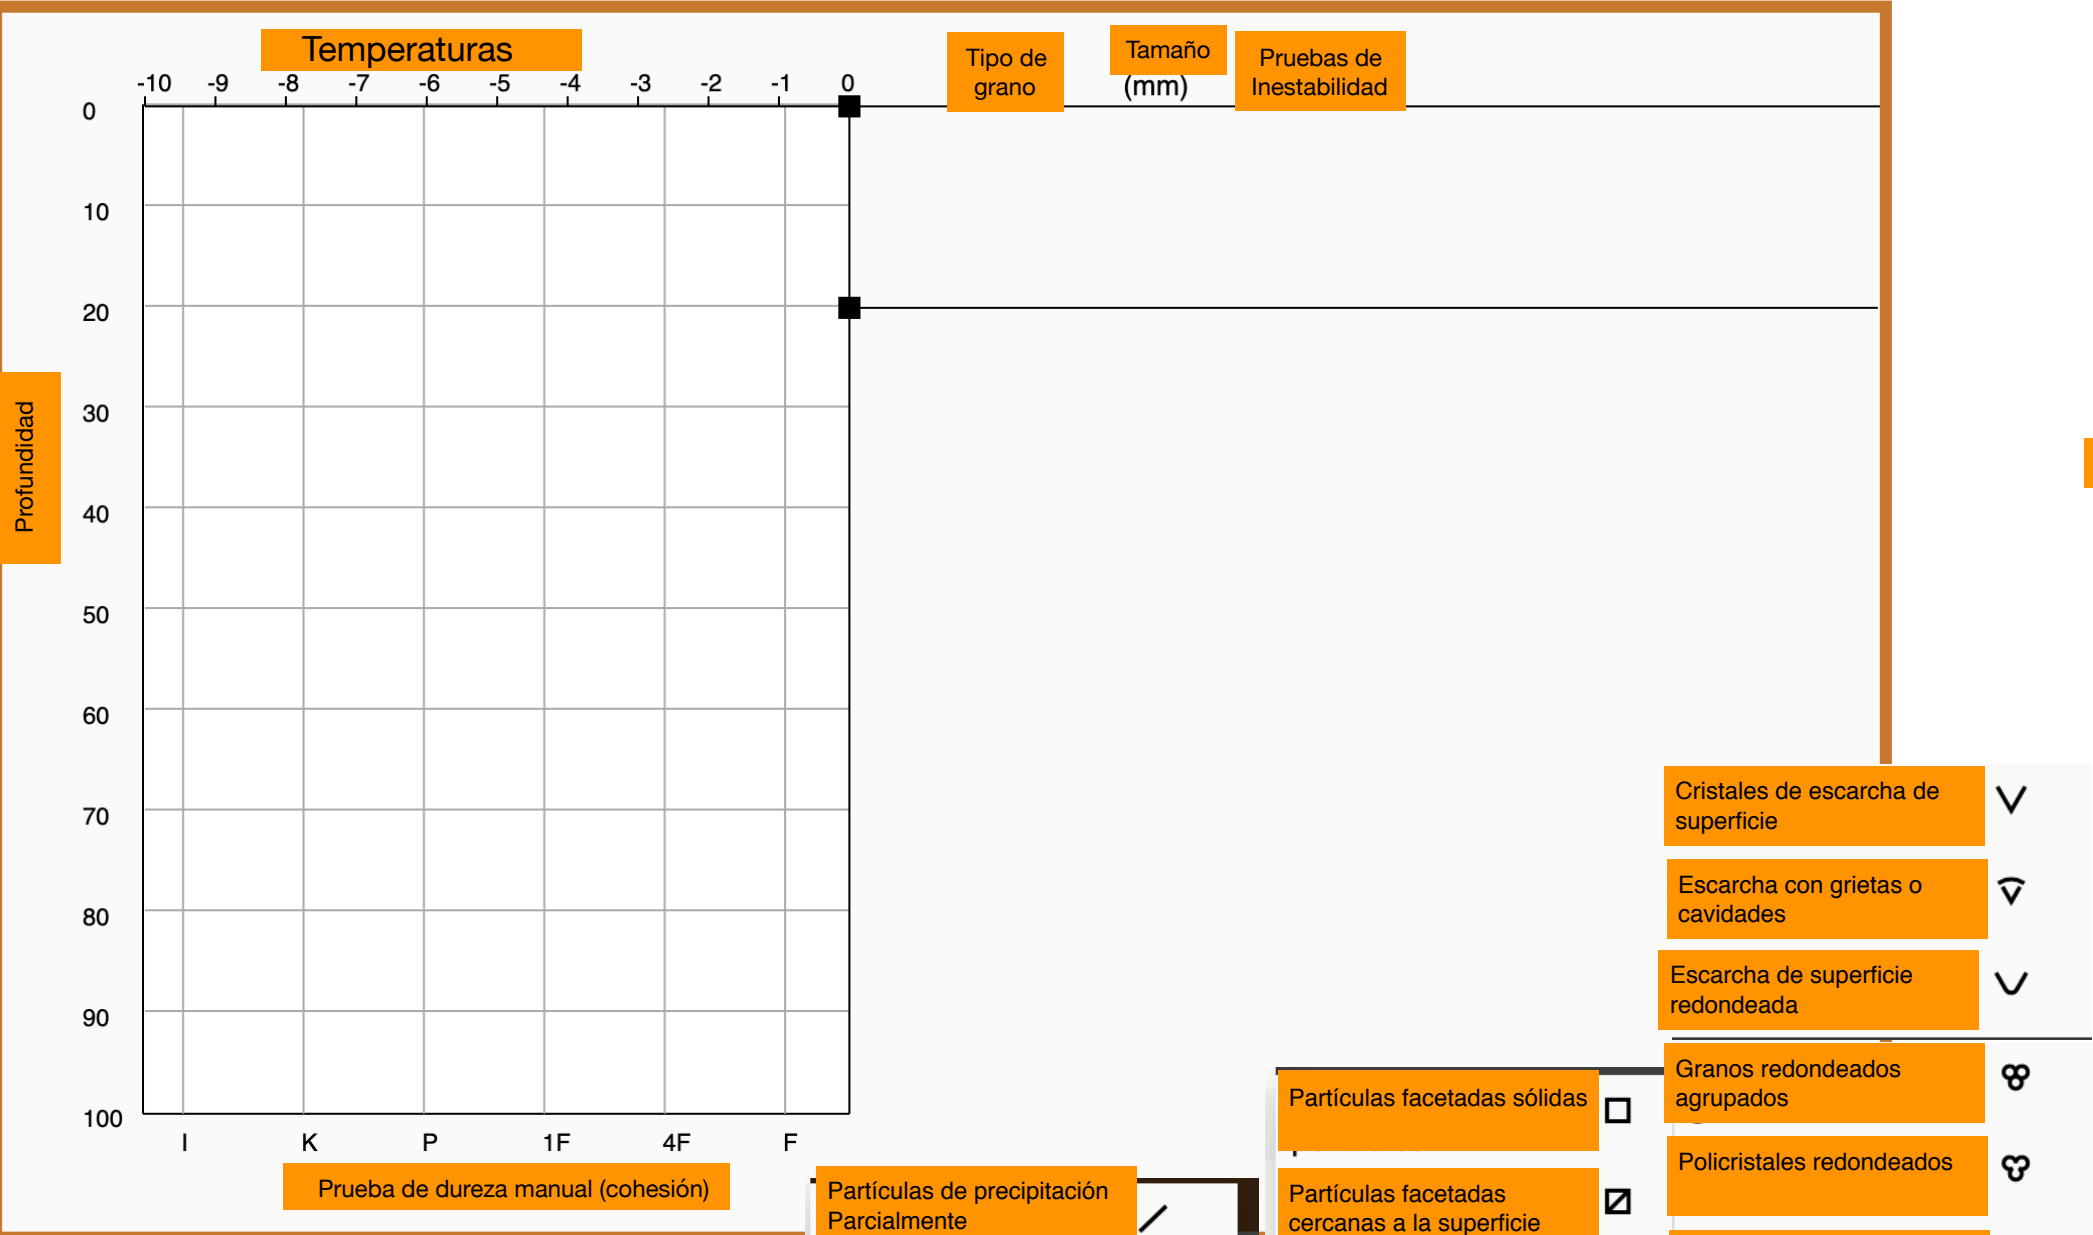 Temperaturas
-10 -9 -8 -7 -6 -5 -4 -3 -2 -1 0
Tipo de
grano
Tamaño
(mm)
Pruebas de
Inestabilidad
0
10
20
30
40
50
60
70
80
90
100
Profundidad
I K P 1F 4F F
Prueba de dureza manual (cohesión)
Partículas de precipitación
Parcialmente
Partículas facetadas sólidas
Partículas facetadas
cercanas a la superficie
Cristales de escarcha de
superficie
Escarcha con grietas o
cavidades
Escarcha de superficie
redondeada
Granos redondeados
agrupados
Policristales redondeados